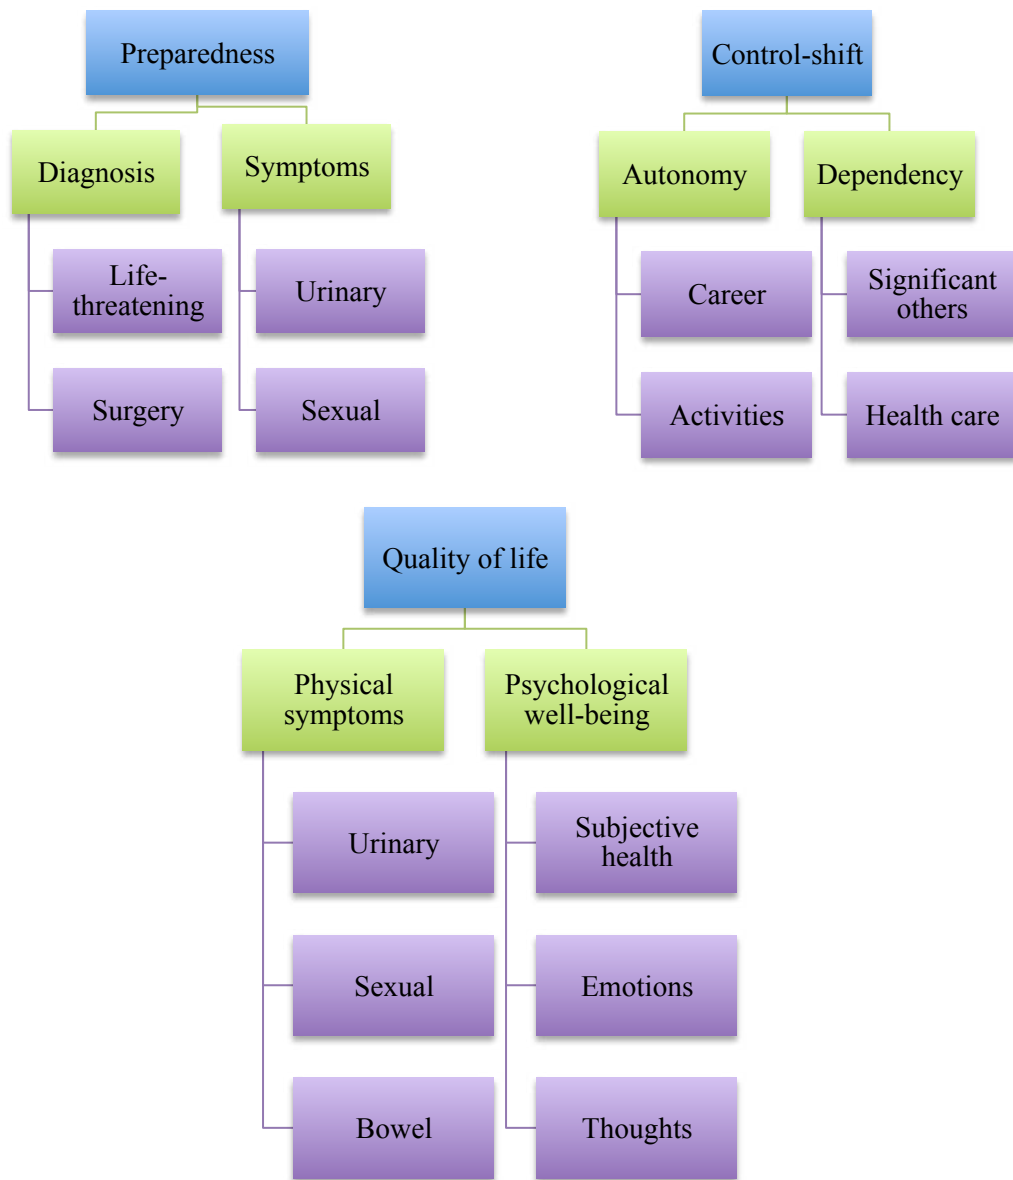 Preparedness
Diagnosis
Symptoms
Life-
threatening
Urinary
Surgery
Sexual
Control-shift
Autonomy
Dependency
Career
Significant
others
Activities
Health care
Quality of life
Physical
symptoms
Psychological
well-being
Urinary
Subjective
health
Sexual
Emotions
Bowel
Thoughts